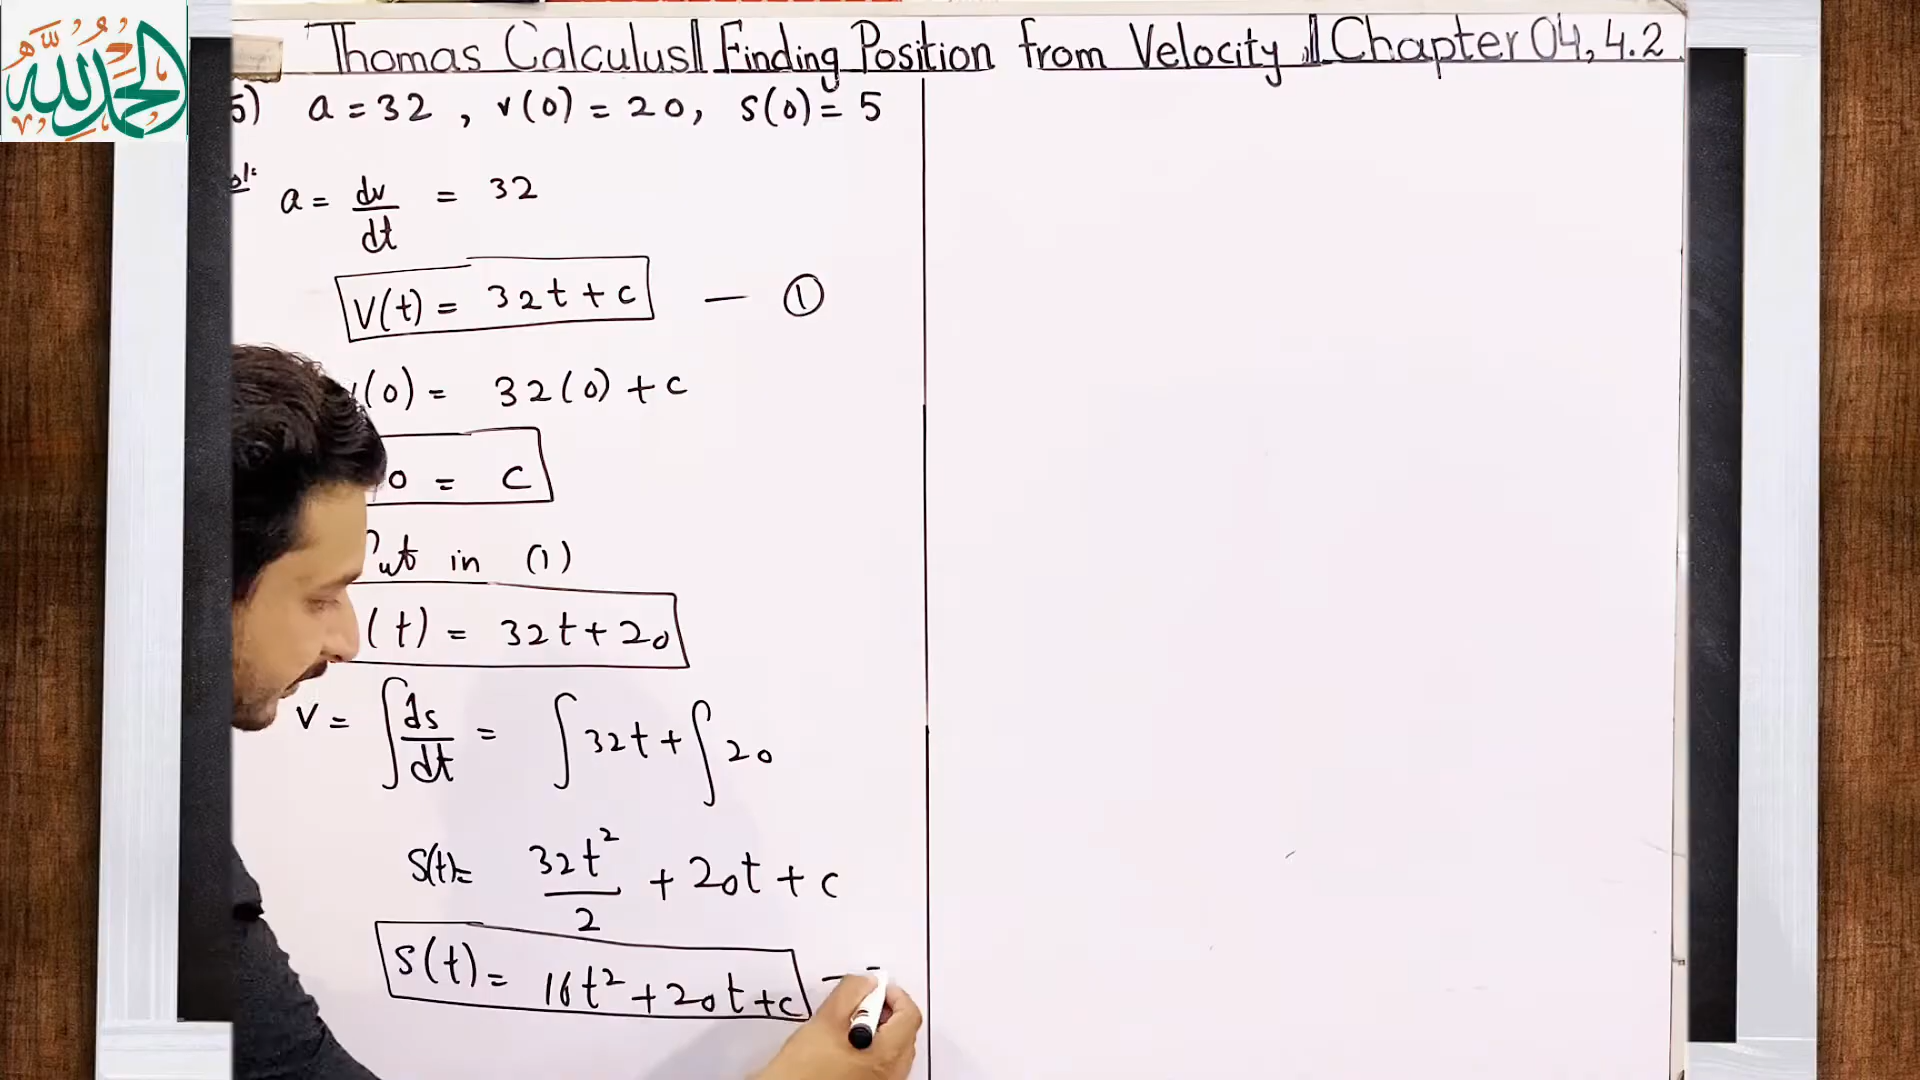 الحمد لله
Thomas Calculus || Finding Position from Velocity || Chapter 04, 4.2
5) a = 32 , v(0) = 20, s(0) = 5
a = dv/dt = 32
V(t) = 32t + c — ①
(0) = 32(0) + c
0 = c
Put in (1)
(t) = 32t + 20
v = ∫ds/dt = ∫32t + ∫20
S(t) = 32t²/2 + 20t + c
S(t) = 16t² + 20t + c —